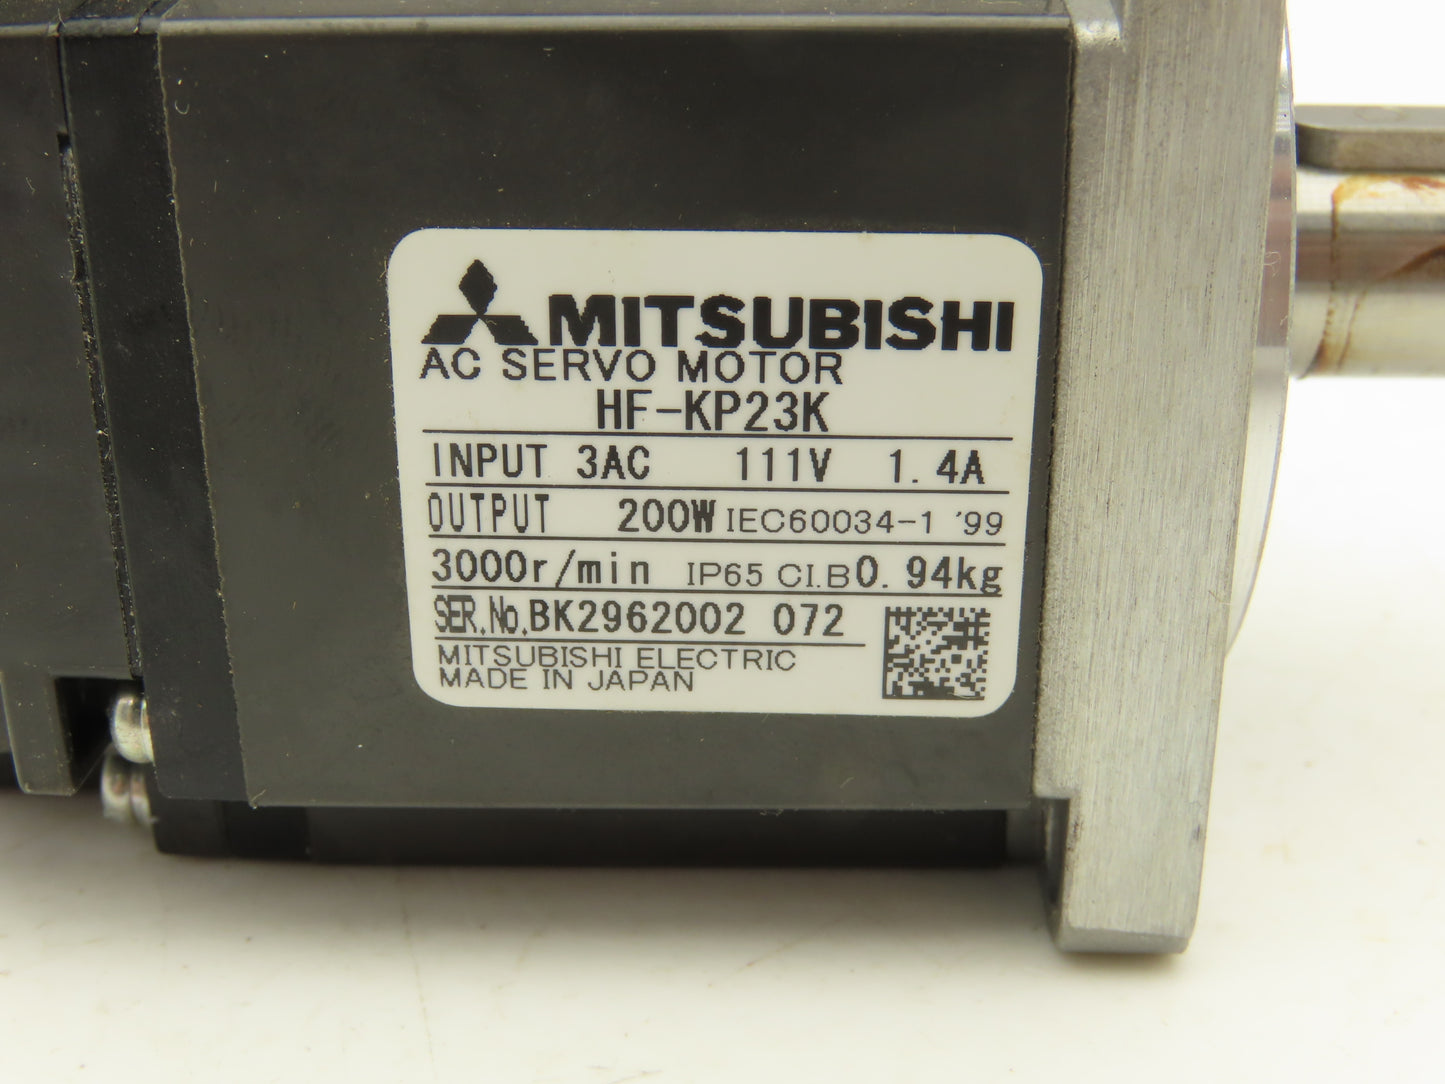 MITSUBISHI
AC SERVO MOTOR
HF-KP23K
INPUT 3AC 111V 1.4A
OUTPUT 200W IEC60034-1 '99
3000r/min IP65 CI.B 0.94kg
SER.No. BK2962002 072
MITSUBISHI ELECTRIC
MADE IN JAPAN